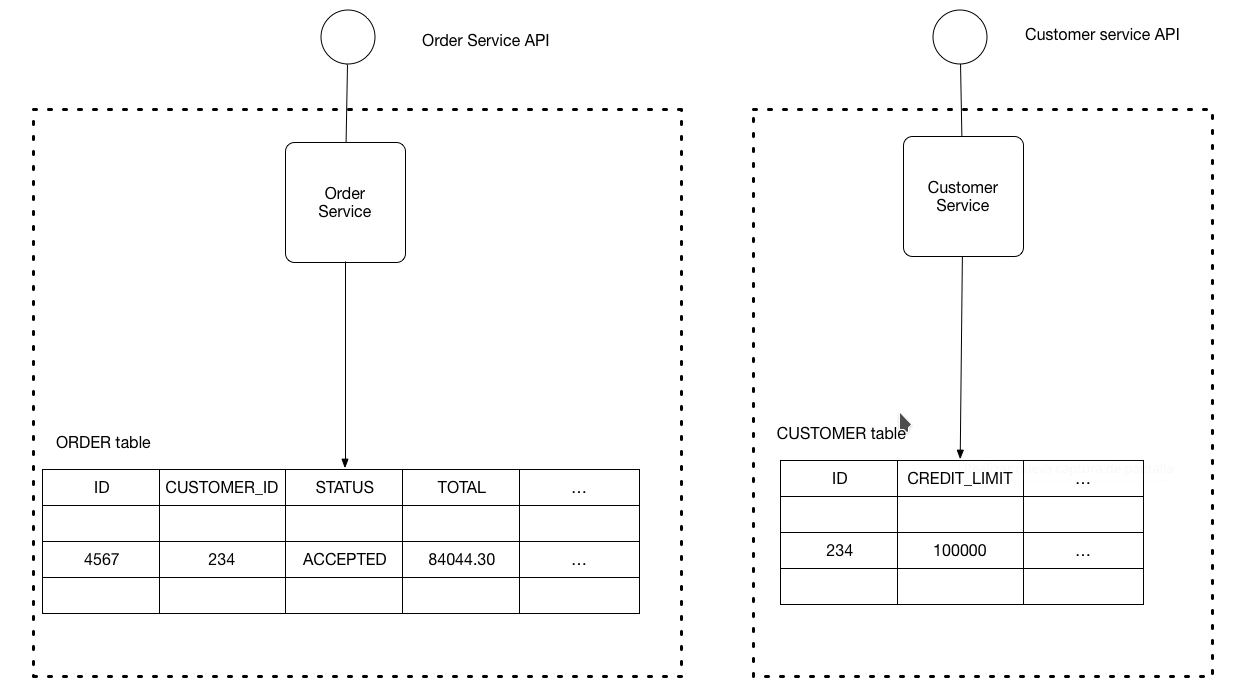 Order Service API
Customer service API
Order
Service
Customer
Service
ORDER table
ID CUSTOMER_ID STATUS TOTAL ...
4567 234 ACCEPTED 84044.30 ...
CUSTOMER table
ID CREDIT_LIMIT ...
234 100000 ...